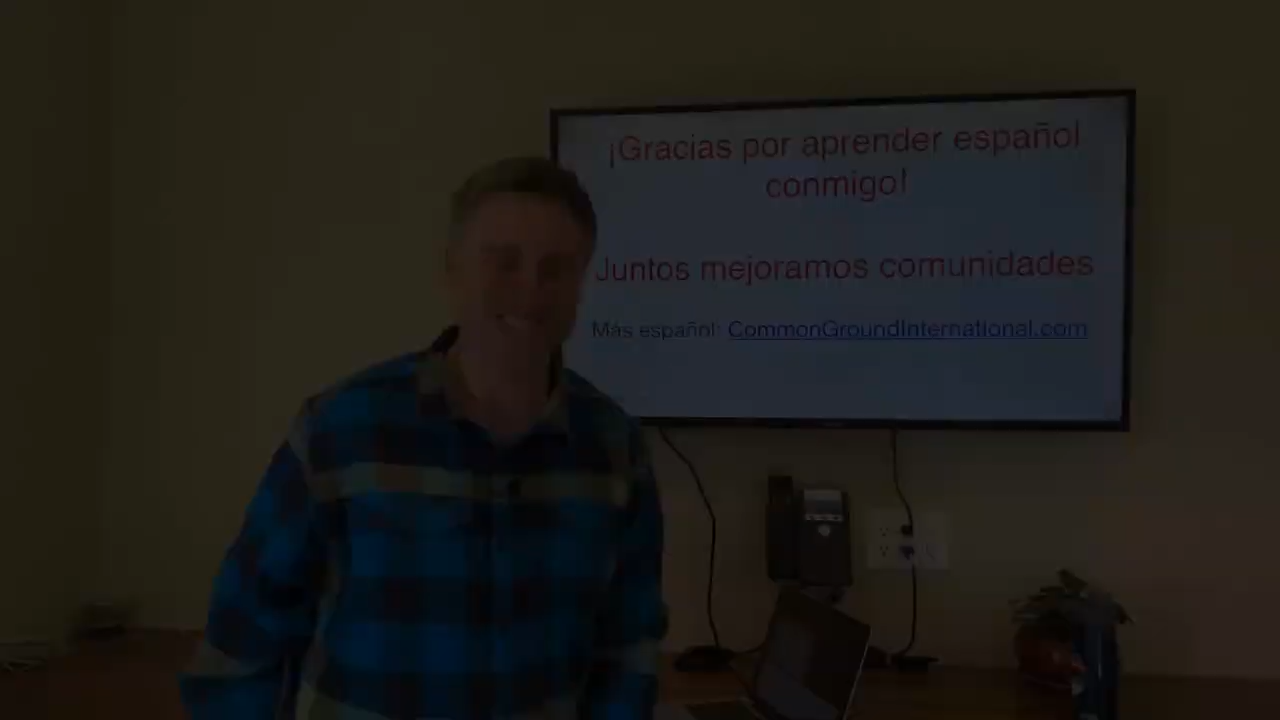 ¡Gracias por aprender español
conmigo!
Juntos mejoramos comunidades
Más español: CommonGroundInternational.com